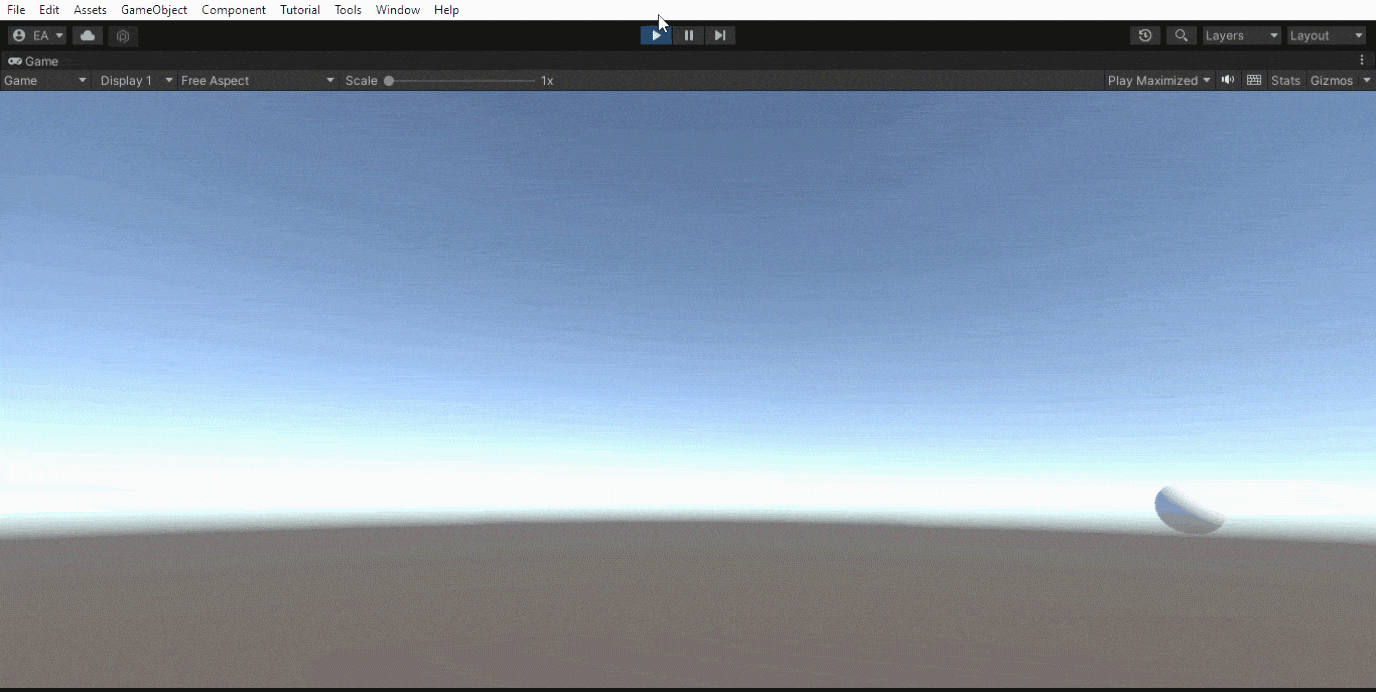 File Edit Assets GameObject Component Tutorial Tools Window Help
EA Layers Layout
Game
Game Display 1 Free Aspect Scale 1x Play Maximized Stats Gizmos